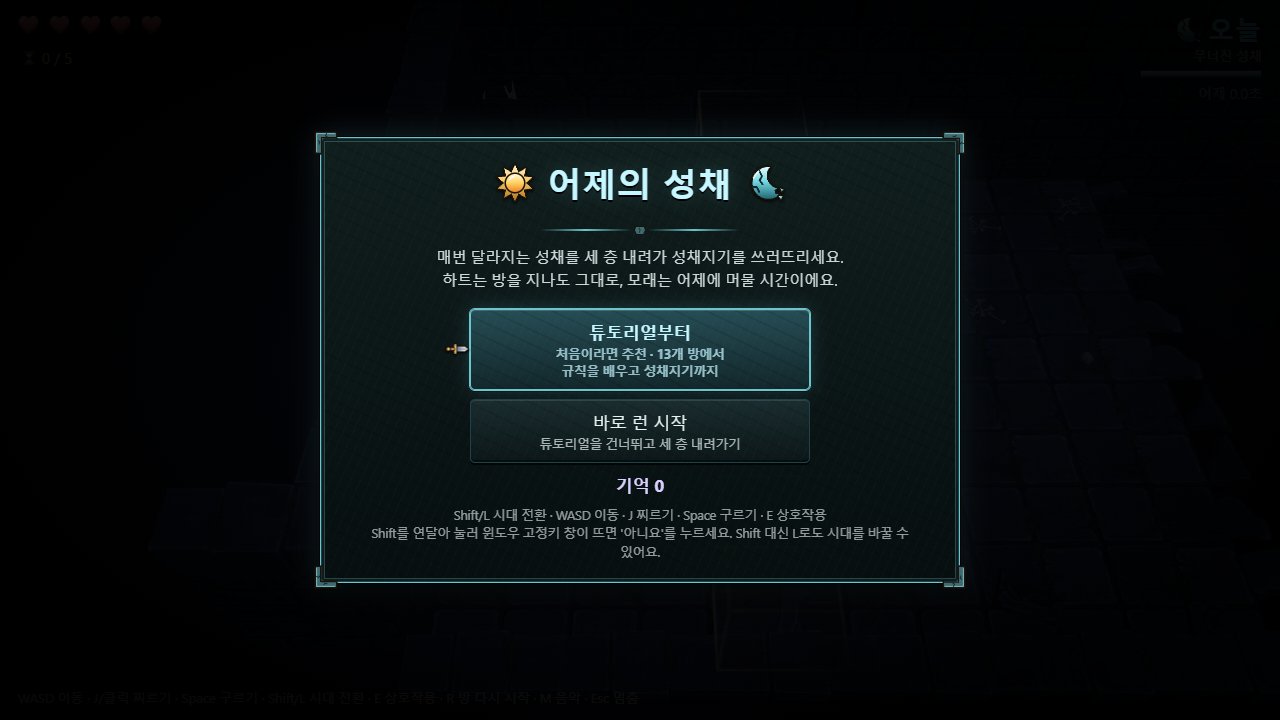 0 / 5
오늘
무너진 성채
어제 0.0초
어제의 성채
매번 달라지는 성채를 세 층 내려가 성채지기를 쓰러뜨리세요.
하트는 방을 지나도 그대로, 모래는 어제에 머물 시간이에요.
튜토리얼부터
처음이라면 추천 · 13개 방에서
규칙을 배우고 성채지기까지
바로 런 시작
튜토리얼을 건너뛰고 세 층 내려가기
기억 0
Shift/L 시대 전환 · WASD 이동 · J 찌르기 · Space 구르기 · E 상호작용
Shift를 연달아 눌러 윈도우 고정키 창이 뜨면 '아니요'를 누르세요. Shift 대신 L로도 시대를 바꿀 수
있어요.
WASD 이동 · J/클릭 찌르기 · Space 구르기 · Shift/L 시대 전환 · E 상호작용 · R 방 다시 시작 · M 음악 · Esc 멈춤